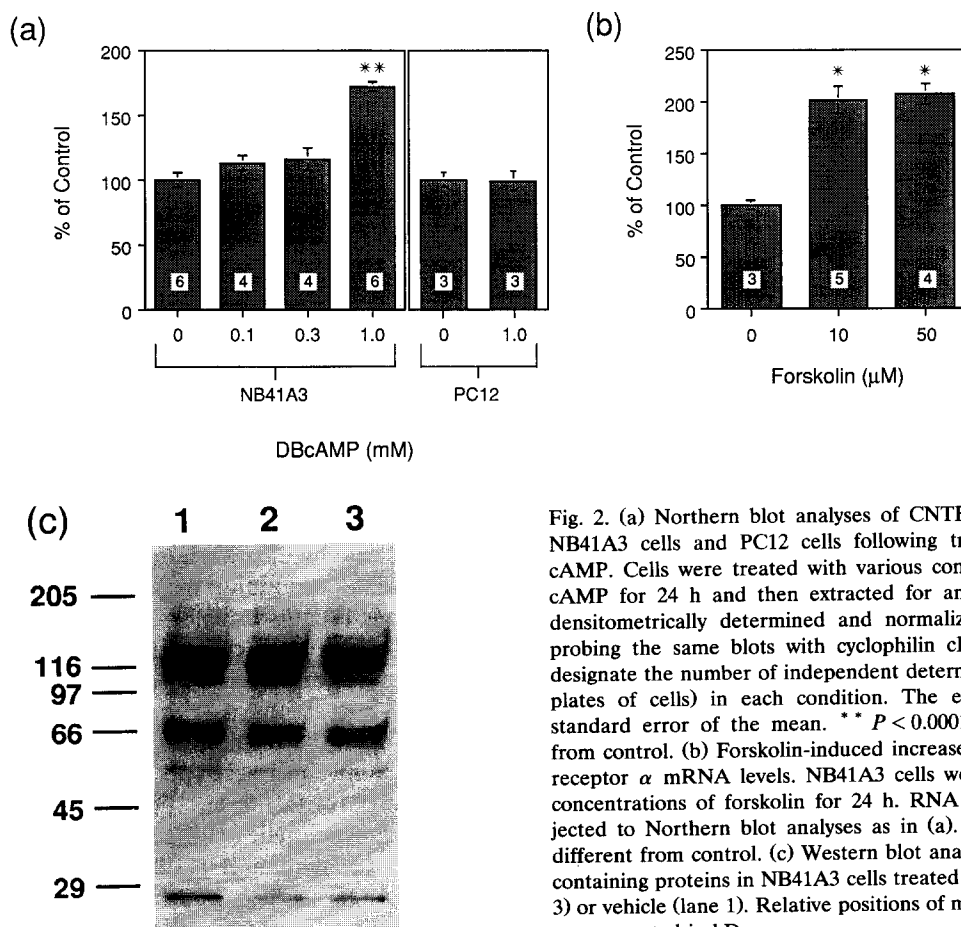 (a)
200
150
100
50
0
% of Control
**
6 4 4 6 3 3
0 0.1 0.3 1.0 0 1.0
NB41A3 PC12
DBcAMP (mM)
(b)
250
200
150
100
50
0
% of Control
* *
3 5 4
0 10 50
Forskolin (μM)
(c)
1 2 3
205
116
97
66
45
29
Fig. 2. (a) Northern blot analyses of CNTF
NB41A3 cells and PC12 cells following tr
cAMP. Cells were treated with various con
cAMP for 24 h and then extracted for an
densitometrically determined and normaliz
probing the same blots with cyclophilin cl
designate the number of independent determ
plates of cells) in each condition. The e
standard error of the mean. ** P < 0.000
from control. (b) Forskolin-induced increase
receptor α mRNA levels. NB41A3 cells we
concentrations of forskolin for 24 h. RNA
jected to Northern blot analyses as in (a).
different from control. (c) Western blot ana
containing proteins in NB41A3 cells treated
3) or vehicle (lane 1). Relative positions of m